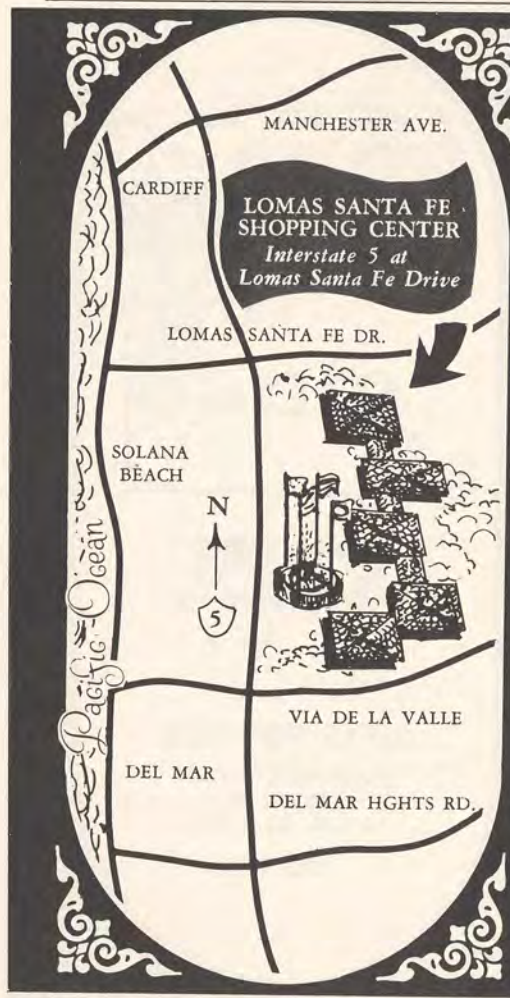 MANCHESTER AVE.
CARDIFF
LOMAS SANTA FE
SHOPPING CENTER
Interstate 5 at
Lomas Santa Fe Drive
LOMAS SANTA FE DR.
SOLANA
BEACH
N
5
Pacific Ocean
VIA DE LA VALLE
DEL MAR
DEL MAR HGHTS RD.